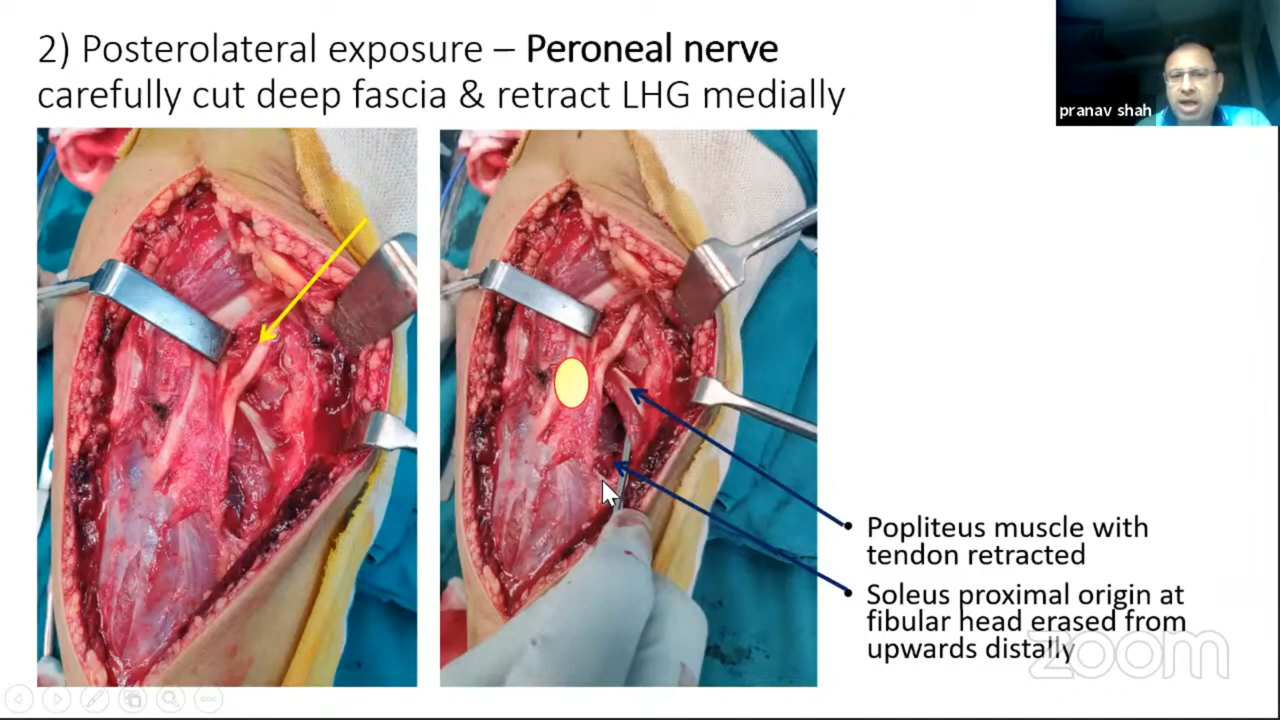 2) Posterolateral exposure – Peroneal nerve
carefully cut deep fascia & retract LHG medially
pranav shah
• Popliteus muscle with
tendon retracted
• Soleus proximal origin at
fibular head erased from
upwards distally
zoom